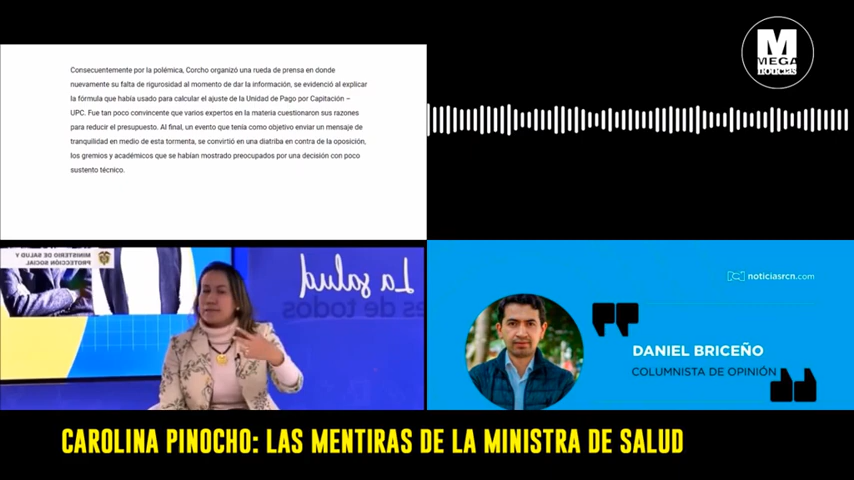 Consecuentemente por la polémica, Corcho organizó una rueda de prensa en donde
nuevamente su falta de rigurosidad al momento de dar la información, se evidenció al explicar
la fórmula que había usado para calcular el ajuste de la Unidad de Pago por Capitación –
UPC. Fue tan poco convincente que varios expertos en la materia cuestionaron sus razones
para reducir el presupuesto. Al final, un evento que tenía como objetivo enviar un mensaje de
tranquilidad en medio de esta tormenta, se convirtió en una diatriba en contra de la oposición,
los gremios y académicos que se habían mostrado preocupados por una decisión con poco
sustento técnico.
M
MEGA
noticias
MINISTERIO DE SALUD Y
PROTECCIÓN SOCIAL
La salud
es de todos
noticiasrcn.com
DANIEL BRICEÑO
COLUMNISTA DE OPINIÓN
CAROLINA PINOCHO: LAS MENTIRAS DE LA MINISTRA DE SALUD